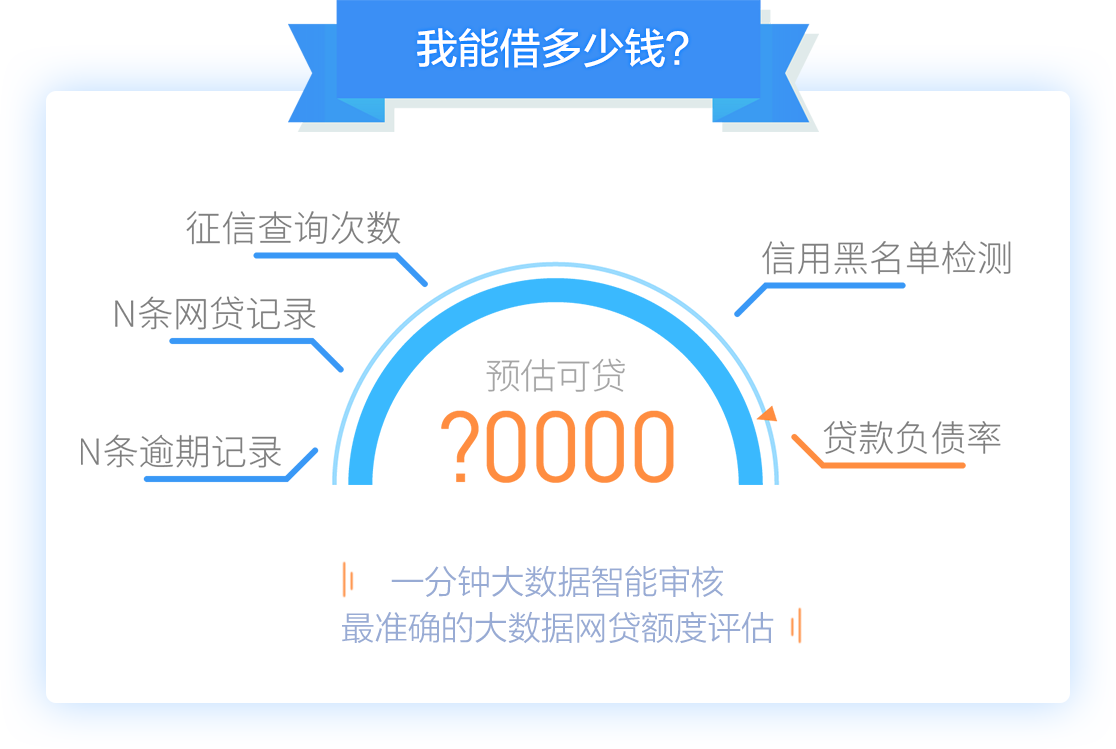 我能借多少钱?
征信查询次数
信用黑名单检测
N条网贷记录
预估可贷
?0000
贷款负债率
N条逾期记录
一分钟大数据智能审核
最准确的大数据网贷额度评估